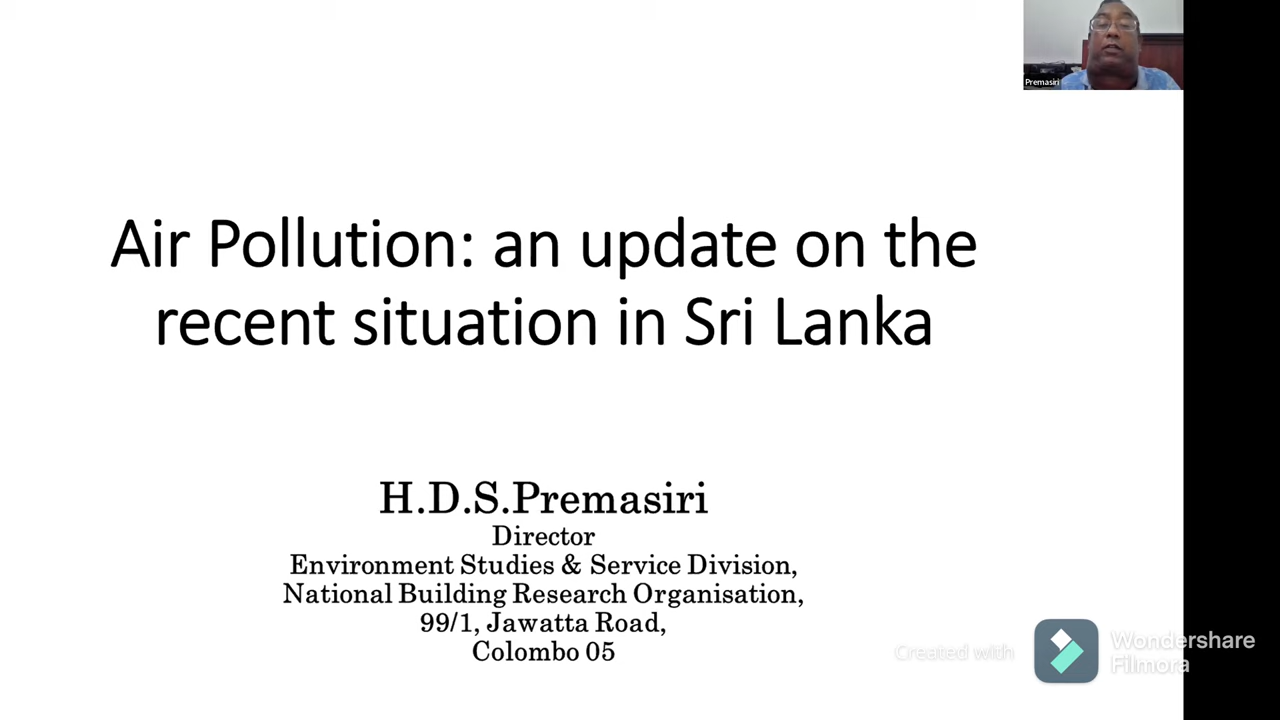 Premasiri
Air Pollution: an update on the
recent situation in Sri Lanka
H.D.S.Premasiri
Director
Environment Studies & Service Division,
National Building Research Organisation,
99/1, Jawatta Road,
Colombo 05
Created with
Wondershare
Filmora